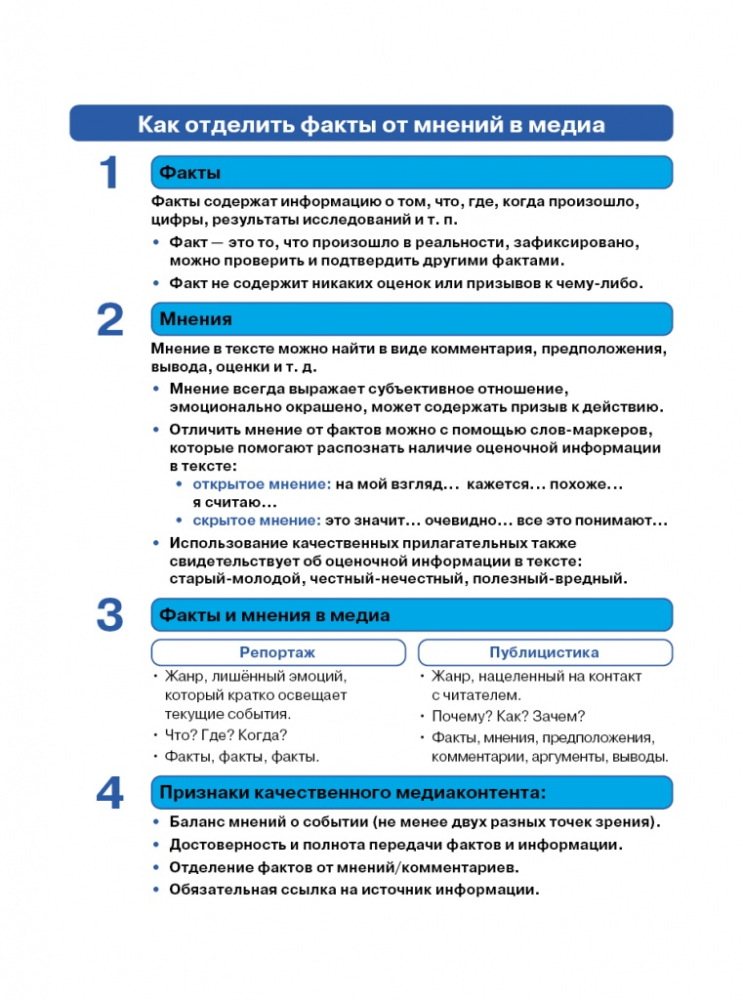 Как отделить факты от мнений в медиа
1
Факты
Факты содержат информацию о том, что, где, когда произошло,
цифры, результаты исследований и т. п.
• Факт — это то, что произошло в реальности, зафиксировано,
можно проверить и подтвердить другими фактами.
• Факт не содержит никаких оценок или призывов к чему-либо.
2
Мнения
Мнение в тексте можно найти в виде комментария, предположения,
вывода, оценки и т. д.
• Мнение всегда выражает субъективное отношение,
эмоционально окрашено, может содержать призыв к действию.
• Отличить мнение от фактов можно с помощью слов-маркеров,
которые помогают распознать наличие оценочной информации
в тексте:
• открытое мнение: на мой взгляд... кажется... похоже...
я считаю...
• скрытое мнение: это значит... очевидно... все это понимают...
• Использование качественных прилагательных также
свидетельствует об оценочной информации в тексте:
старый-молодой, честный-нечестный, полезный-вредный.
3
Факты и мнения в медиа
Репортаж
• Жанр, лишённый эмоций,
который кратко освещает
текущие события.
• Что? Где? Когда?
• Факты, факты, факты.
Публицистика
• Жанр, нацеленный на контакт
с читателем.
• Почему? Как? Зачем?
• Факты, мнения, предположения,
комментарии, аргументы, выводы.
4
Признаки качественного медиаконтента:
• Баланс мнений о событии (не менее двух разных точек зрения).
• Достоверность и полнота передачи фактов и информации.
• Отделение фактов от мнений/комментариев.
• Обязательная ссылка на источник информации.